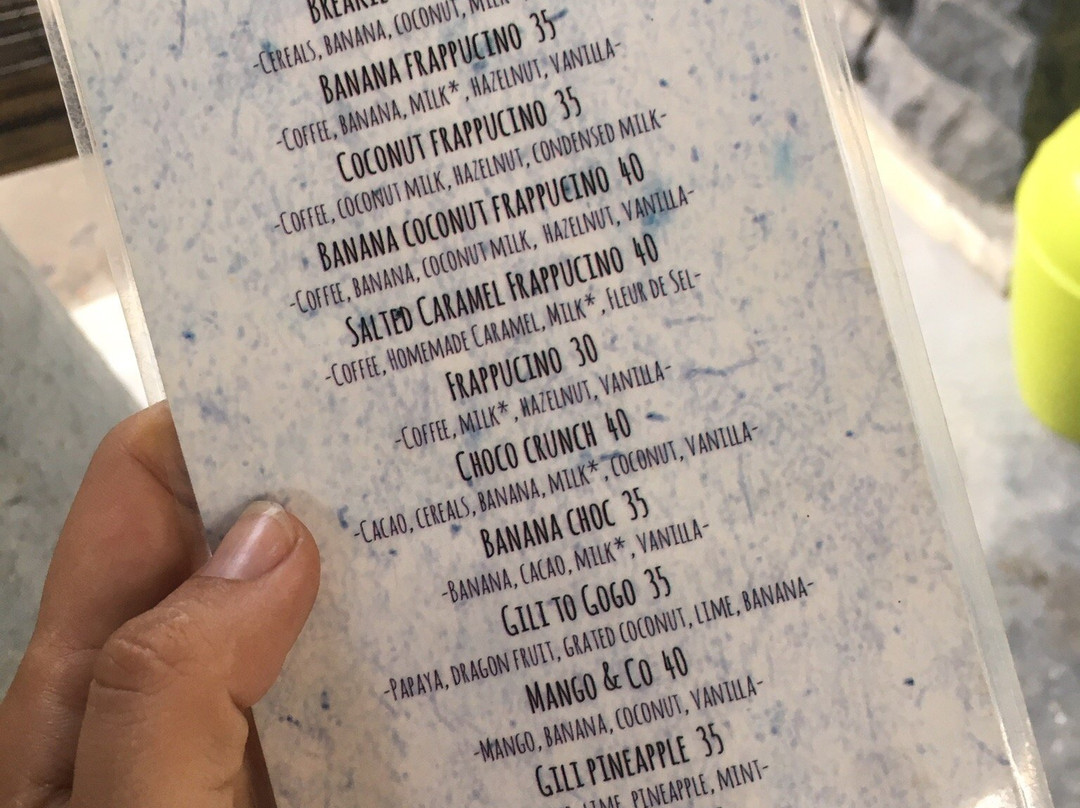 -CEREALS, BANANA, COCONUT, MILK
BANANA FRAPPUCINO 35
-COFFEE, BANANA, MILK*, HAZELNUT, VANILLA-
COCONUT FRAPPUCINO 35
-COFFEE, COCONUT MILK, HAZELNUT, CONDENSED MILK-
BANANA COCONUT FRAPPUCINO 40
-COFFEE, BANANA, COCONUT MILK, HAZELNUT, VANILLA-
SALTED CARAMEL FRAPPUCINO 40
-COFFEE, HOMEMADE CARAMEL, MILK*, FLEUR DE SEL-
FRAPPUCINO 30
-COFFEE, MILK*, HAZELNUT, VANILLA-
CHOCO CRUNCH 40
-CACAO, CEREALS, BANANA, MILK*, COCONUT, VANILLA-
BANANA CHOC 35
-BANANA, CACAO, MILK*, VANILLA-
GILI TO GOGO 35
-PAPAYA, DRAGON FRUIT, GRATED COCONUT, LIME, BANANA-
MANGO & CO 40
-MANGO, BANANA, COCONUT, VANILLA-
GILI PINEAPPLE 35
LIME, PINEAPPLE, MINT-